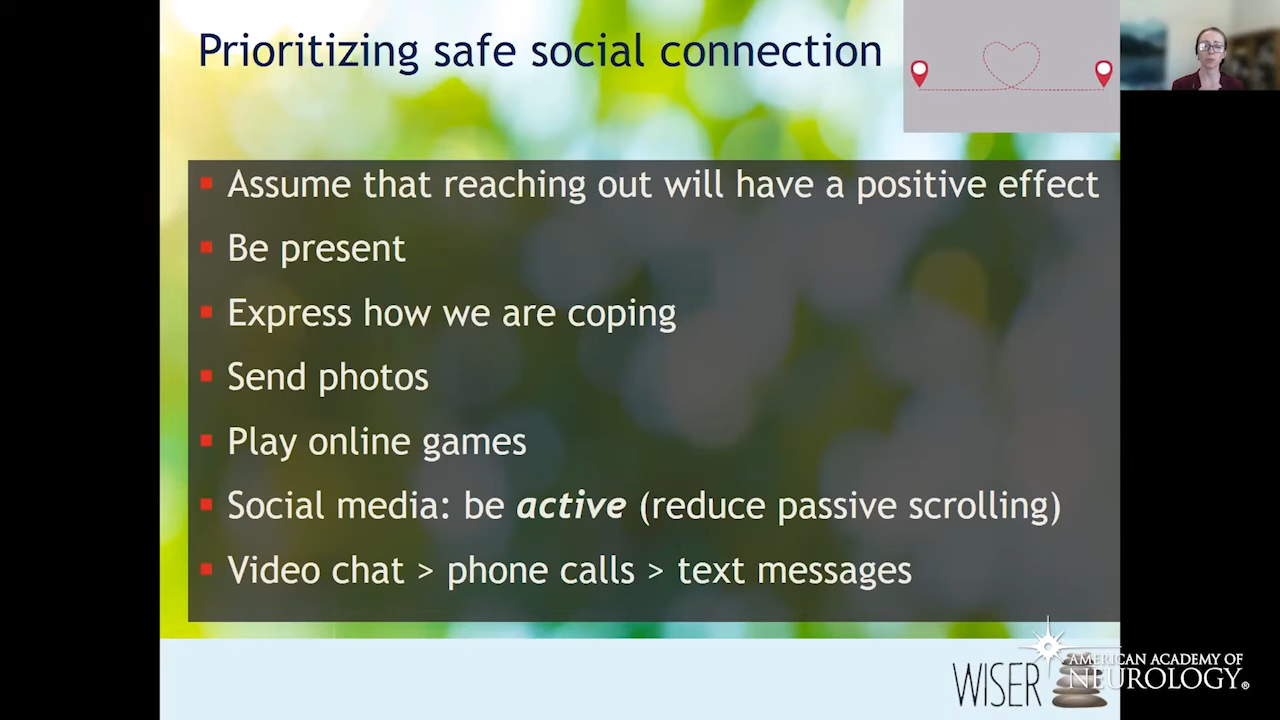 Prioritizing safe social connection
Assume that reaching out will have a positive effect
Be present
Express how we are coping
Send photos
Play online games
Social media: be active (reduce passive scrolling)
Video chat > phone calls > text messages
WISER
AMERICAN ACADEMY OF
NEUROLOGY®